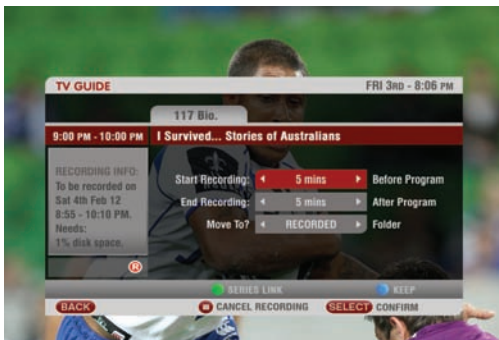 TV GUIDE FRI 3RD - 8:06 PM
117 Bio.
9:00 PM - 10:00 PM I Survived... Stories of Australians
RECORDING INFO:
To be recorded on
Sat 4th Feb 12
8:55 - 10:10 PM.
Needs:
1% disk space.
R
Start Recording: 5 mins Before Program
End Recording: 5 mins After Program
Move To? RECORDED Folder
SERIES LINK KEEP
BACK CANCEL RECORDING SELECT CONFIRM